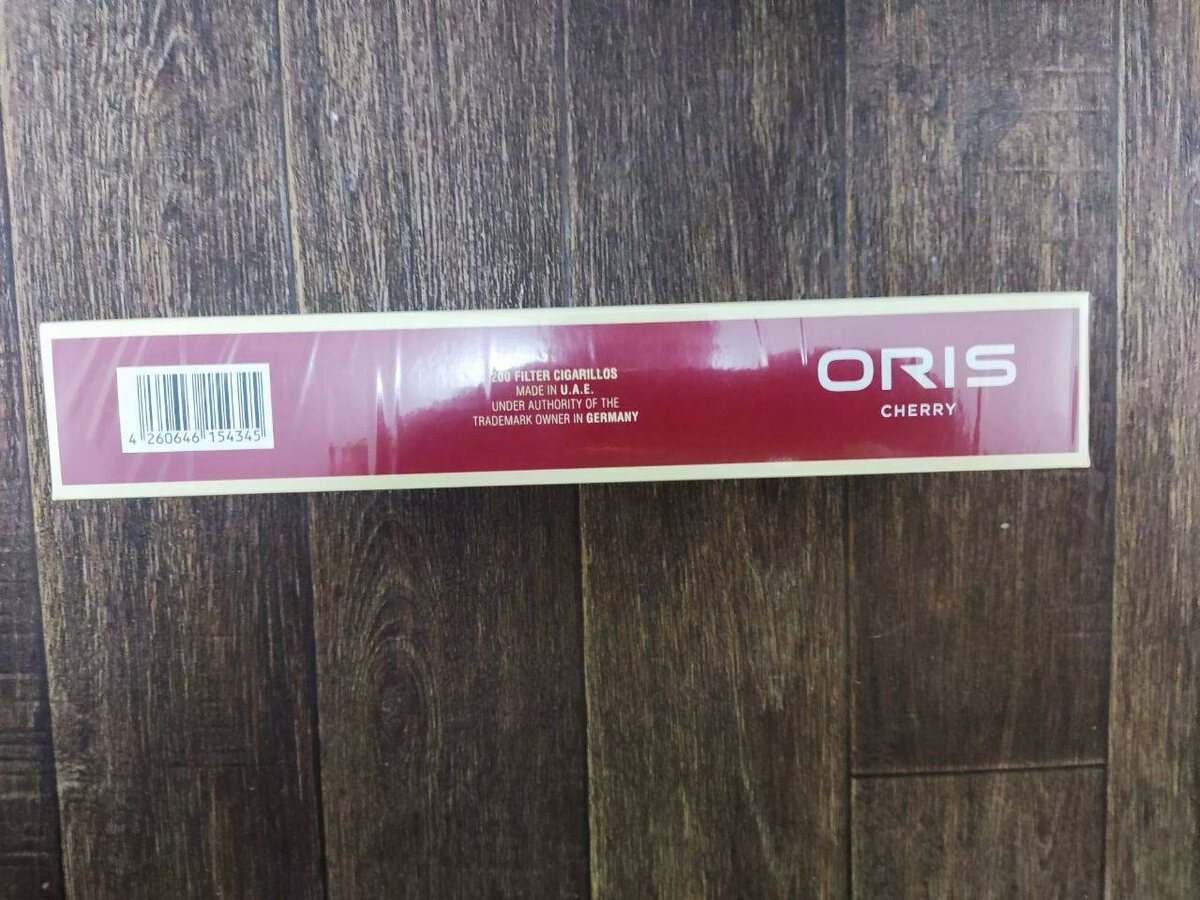 4 260646 154345
200 FILTER CIGARILLOS
MADE IN U.A.E.
UNDER AUTHORITY OF THE
TRADEMARK OWNER IN GERMANY
ORIS
CHERRY